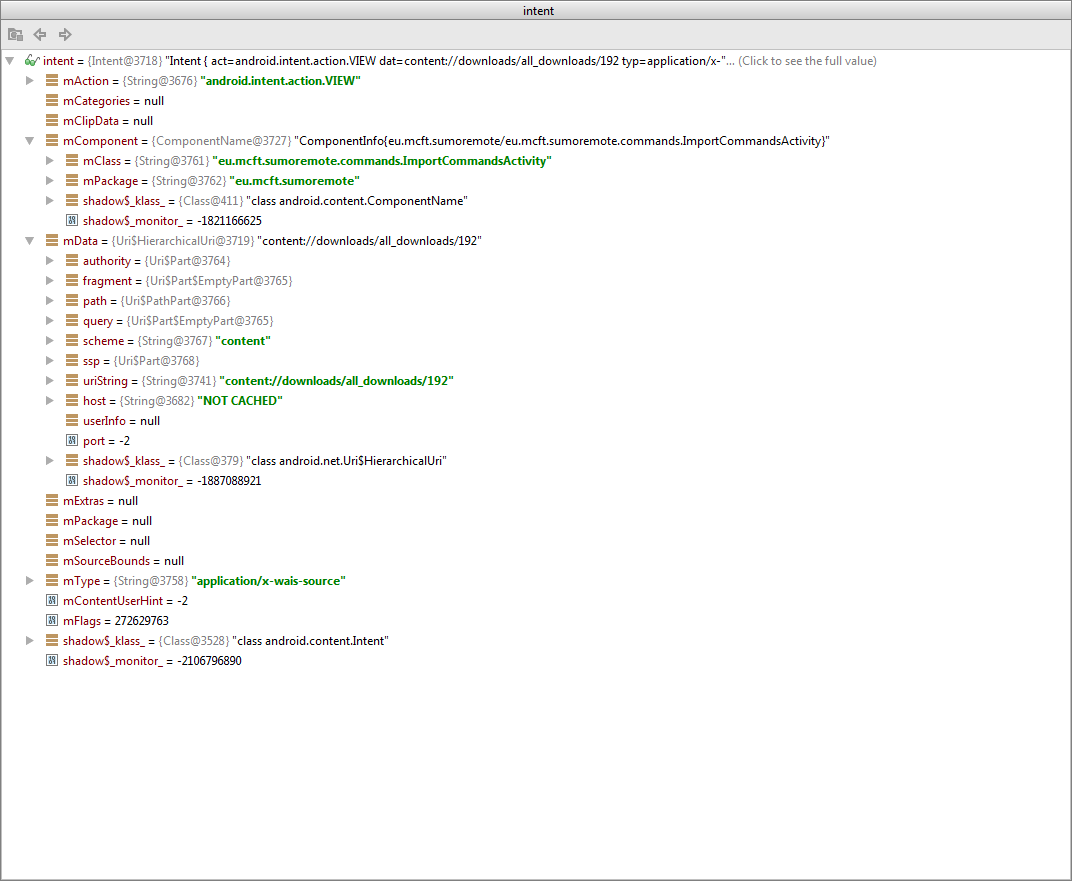 intent
intent = {Intent@3718} "Intent { act=android.intent.action.VIEW dat=content://downloads/all_downloads/192 typ=application/x-"... (Click to see the full value)
mAction = {String@3676} "android.intent.action.VIEW"
mCategories = null
mClipData = null
mComponent = {ComponentName@3727} "ComponentInfo{eu.mcft.sumoremote/eu.mcft.sumoremote.commands.ImportCommandsActivity}"
mClass = {String@3761} "eu.mcft.sumoremote.commands.ImportCommandsActivity"
mPackage = {String@3762} "eu.mcft.sumoremote"
shadow$_klass_ = {Class@411} "class android.content.ComponentName"
shadow$_monitor_ = -1821166625
mData = {Uri$HierarchicalUri@3719} "content://downloads/all_downloads/192"
authority = {Uri$Part@3764}
fragment = {Uri$Part$EmptyPart@3765}
path = {Uri$PathPart@3766}
query = {Uri$Part$EmptyPart@3765}
scheme = {String@3767} "content"
ssp = {Uri$Part@3768}
uriString = {String@3741} "content://downloads/all_downloads/192"
host = {String@3682} "NOT CACHED"
userInfo = null
port = -2
shadow$_klass_ = {Class@379} "class android.net.Uri$HierarchicalUri"
shadow$_monitor_ = -1887088921
mExtras = null
mPackage = null
mSelector = null
mSourceBounds = null
mType = {String@3758} "application/x-wais-source"
mContentUserHint = -2
mFlags = 272629763
shadow$_klass_ = {Class@3528} "class android.content.Intent"
shadow$_monitor_ = -2106796890